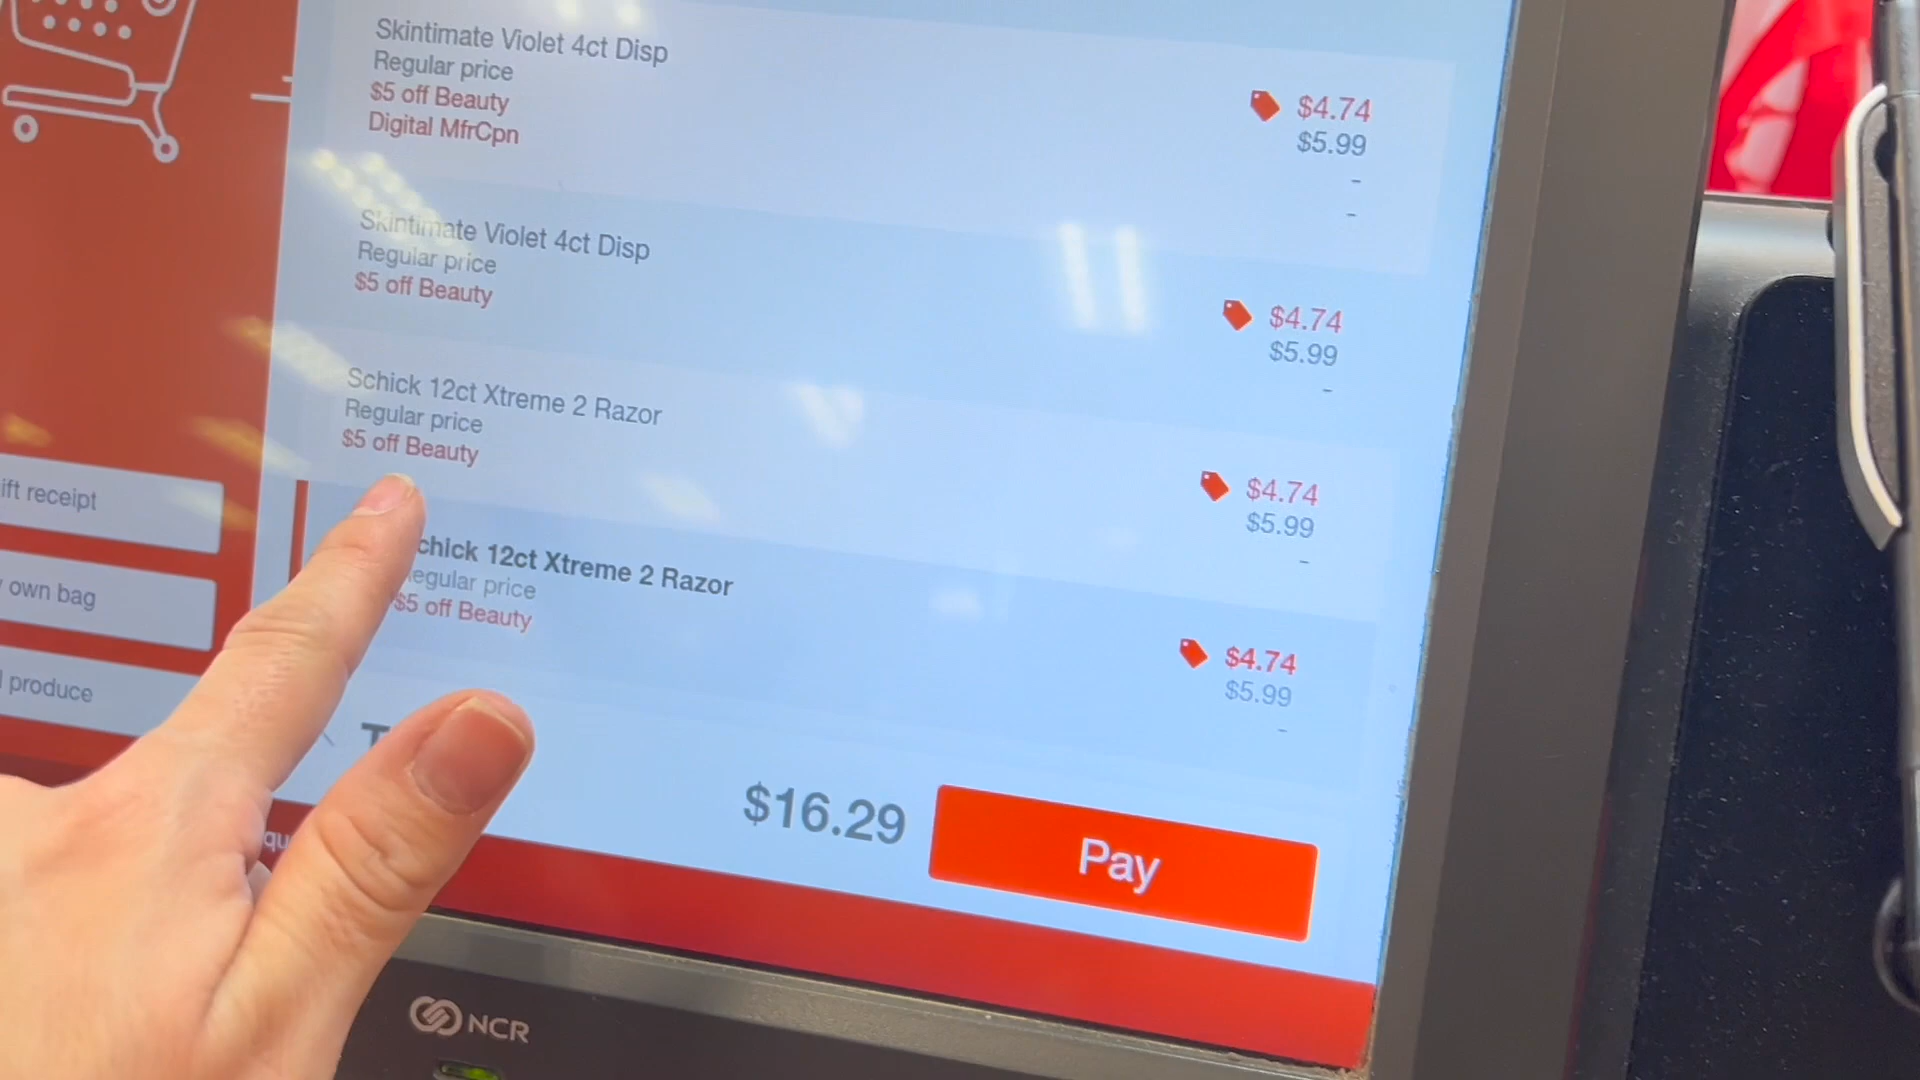 Skintimate Violet 4ct Disp
Regular price
$5 off Beauty
Digital MfrCpn
$4.74
$5.99
-
-
Skintimate Violet 4ct Disp
Regular price
$5 off Beauty
$4.74
$5.99
-
Schick 12ct Xtreme 2 Razor
Regular price
$5 off Beauty
$4.74
$5.99
-
chick 12ct Xtreme 2 Razor
egular price
$5 off Beauty
$4.74
$5.99
-
ift receipt
own bag
produce
$16.29
Pay
NCR